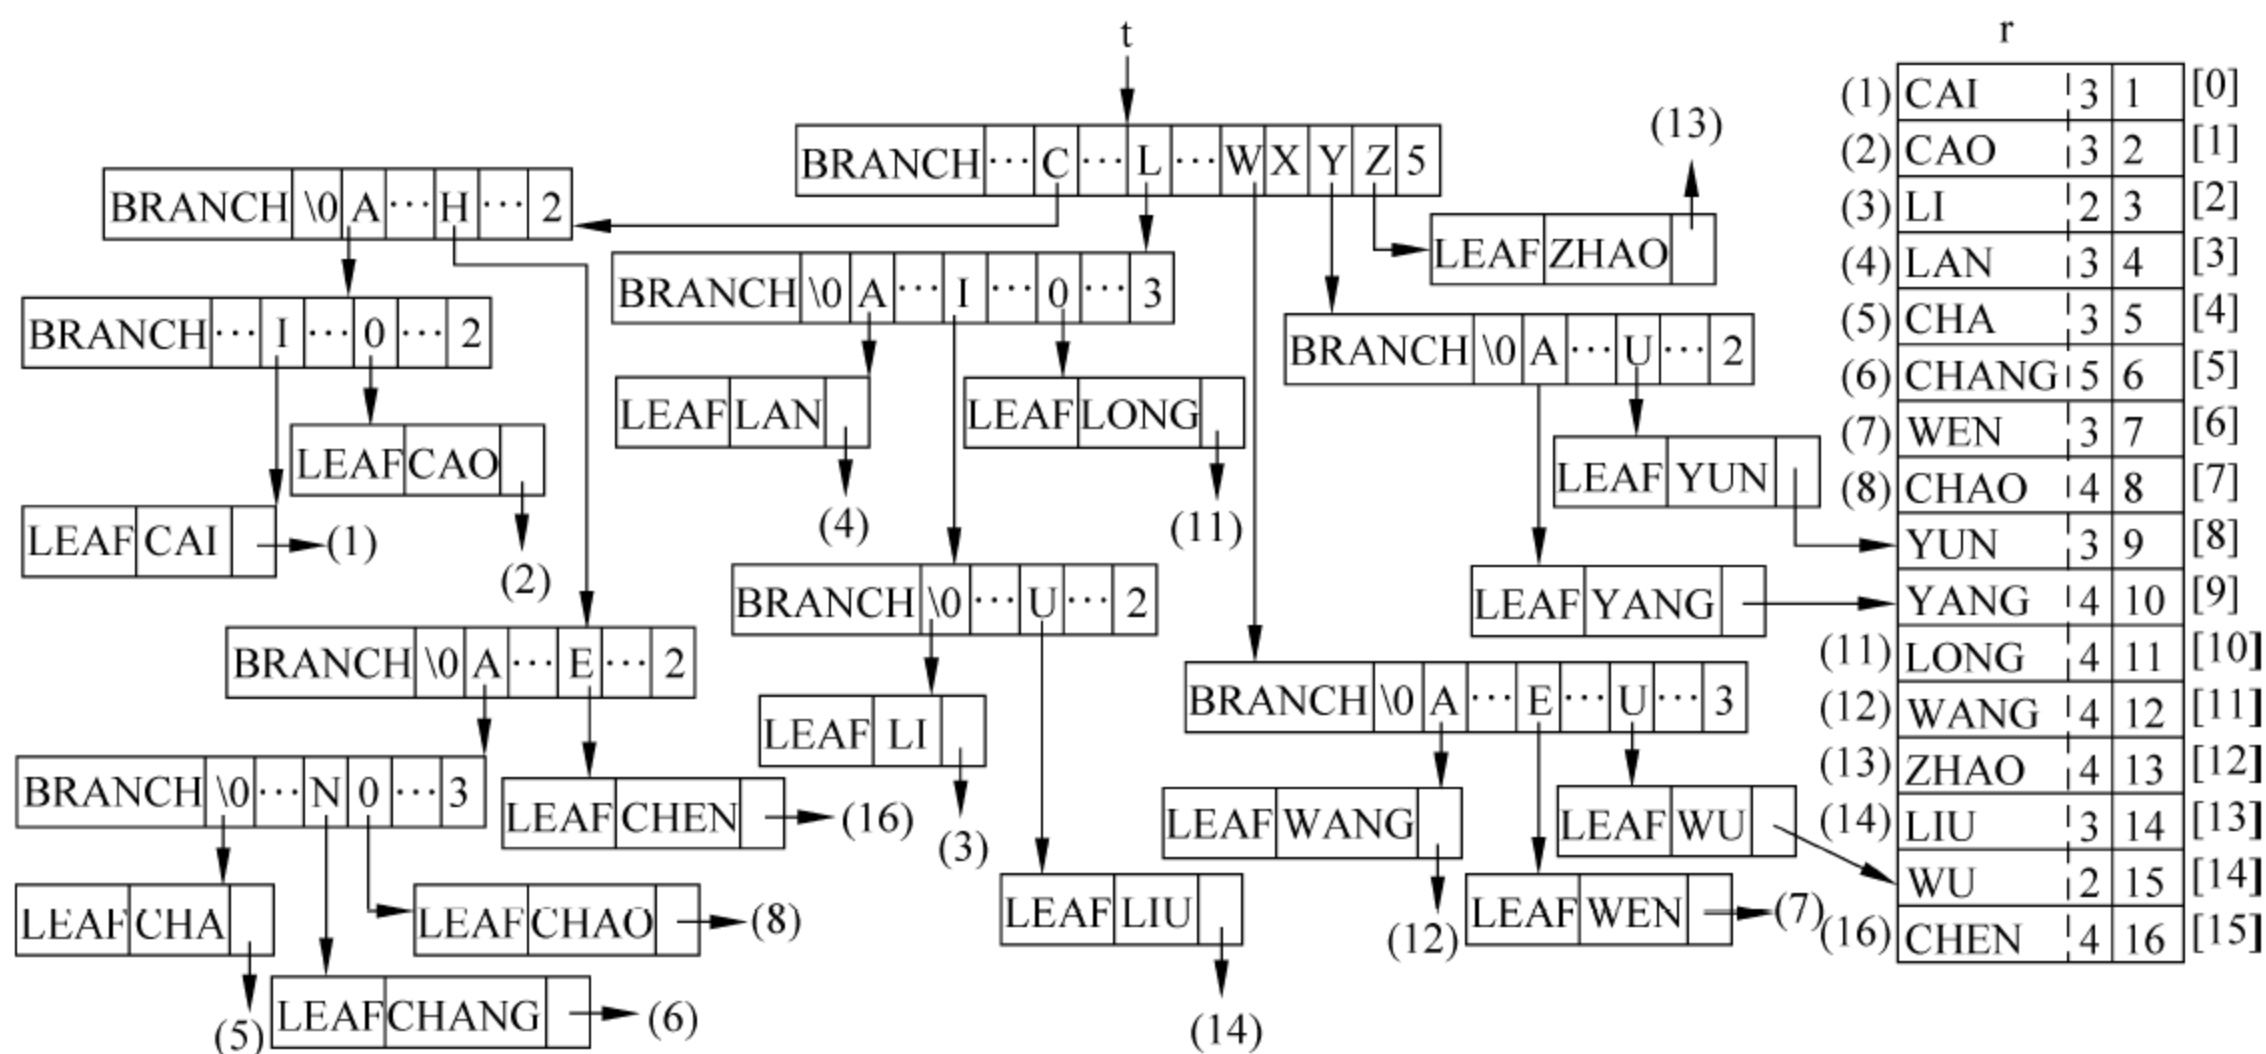 t
r
BRANCH ··· C ··· L ··· W X Y Z 5
(13)
(1) CAI 3 1 [0]
(2) CAO 3 2 [1]
(3) LI 2 3 [2]
(4) LAN 3 4 [3]
(5) CHA 3 5 [4]
(6) CHANG 5 6 [5]
(7) WEN 3 7 [6]
(8) CHAO 4 8 [7]
YUN 3 9 [8]
YANG 4 10 [9]
(11) LONG 4 11 [10]
(12) WANG 4 12 [11]
(13) ZHAO 4 13 [12]
(14) LIU 3 14 [13]
WU 2 15 [14]
(16) CHEN 4 16 [15]
BRANCH \0 A ··· H ··· 2
LEAF ZHAO
BRANCH \0 A ··· I ··· 0 ··· 3
BRANCH ··· I ··· 0 ··· 2
BRANCH \0 A ··· U ··· 2
LEAF LAN
LEAF LONG
LEAF CAO
LEAF YUN
(4)
(11)
LEAF CAI (1)
(2)
BRANCH \0 ··· U ··· 2
LEAF YANG
BRANCH \0 A ··· E ··· 2
BRANCH \0 A ··· E ··· U ··· 3
LEAF LI
BRANCH \0 ··· N 0 ··· 3
LEAF CHEN (16)
(3)
LEAF WANG
LEAF WU
LEAF CHA
LEAF CHAO (8)
LEAF LIU
(12)
LEAF WEN (7)
(5)
LEAF CHANG (6)
(14)